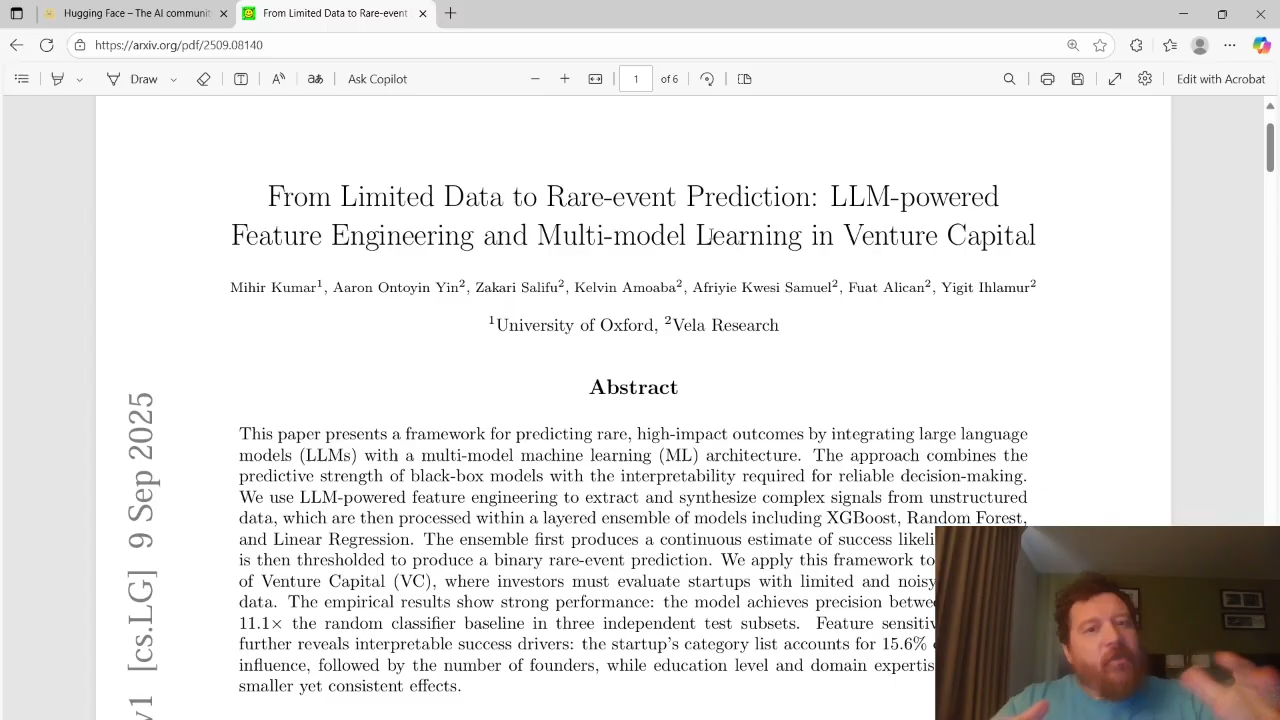 Hugging Face – The AI communit
From Limited Data to Rare-event
https://arxiv.org/pdf/2509.08140
Draw
Ask Copilot
1 of 6
Edit with Acrobat
From Limited Data to Rare-event Prediction: LLM-powered
Feature Engineering and Multi-model Learning in Venture Capital
Mihir Kumar1, Aaron Ontoyin Yin2, Zakari Salifu2, Kelvin Amoaba2, Afriyie Kwesi Samuel2, Fuat Alican2, Yigit Ihlamur2
1University of Oxford, 2Vela Research
Abstract
This paper presents a framework for predicting rare, high-impact outcomes by integrating large language
models (LLMs) with a multi-model machine learning (ML) architecture. The approach combines the
predictive strength of black-box models with the interpretability required for reliable decision-making.
We use LLM-powered feature engineering to extract and synthesize complex signals from unstructured
data, which are then processed within a layered ensemble of models including XGBoost, Random Forest,
and Linear Regression. The ensemble first produces a continuous estimate of success likeli
is then thresholded to produce a binary rare-event prediction. We apply this framework to
of Venture Capital (VC), where investors must evaluate startups with limited and noisy
data. The empirical results show strong performance: the model achieves precision betwe
11.1× the random classifier baseline in three independent test subsets. Feature sensitiv
further reveals interpretable success drivers: the startup's category list accounts for 15.6%
influence, followed by the number of founders, while education level and domain expertis
smaller yet consistent effects.
v1 [cs.LG] 9 Sep 2025